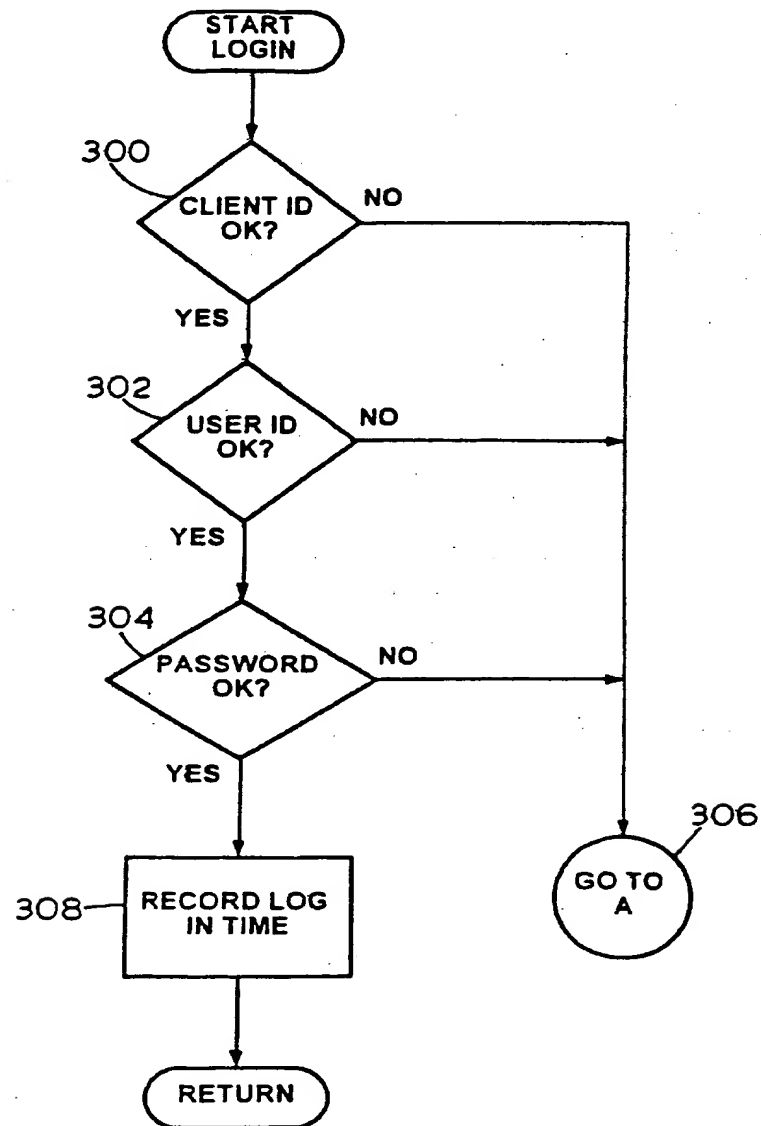 START
LOGIN
300
CLIENT ID
OK?
NO
YES
302
USER ID
OK?
NO
YES
304
PASSWORD
OK?
NO
YES
306
GO TO
A
308
RECORD LOG
IN TIME
RETURN